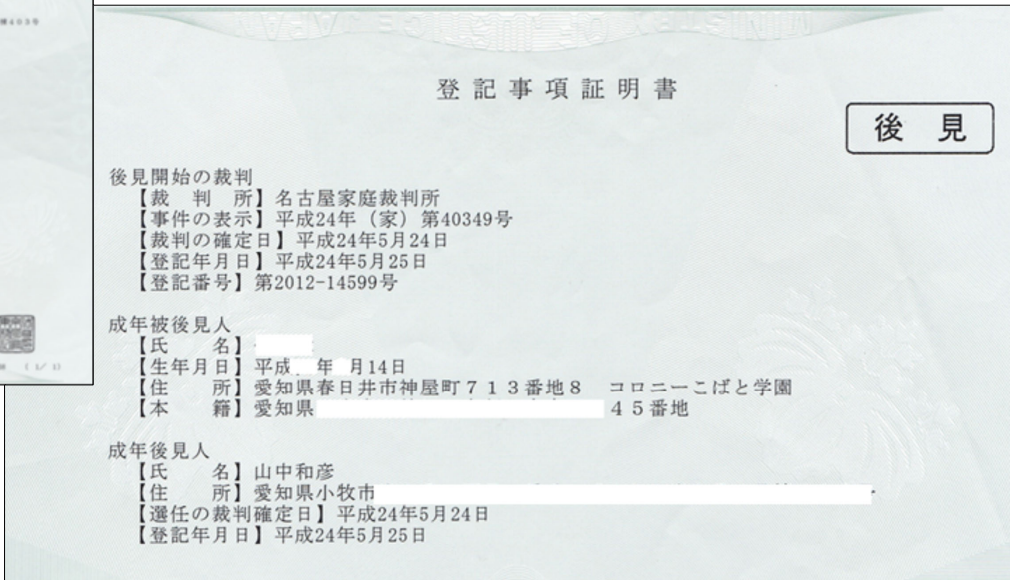 登記事項証明書
後 見
後見開始の裁判
【裁 判 所】名古屋家庭裁判所
【事件の表示】平成24年(家)第40349号
【裁判の確定日】平成24年5月24日
【登記年月日】平成24年5月25日
【登記番号】第2012-14599号
成年被後見人
【氏 名】
【生年月日】平成 年 月14日
【住 所】愛知県春日井市神屋町713番地8 コロニーこばと学園
【本 籍】愛知県 45番地
成年後見人
【氏 名】山中和彦
【住 所】愛知県小牧市
【選任の裁判確定日】平成24年5月24日
【登記年月日】平成24年5月25日
(1/1)